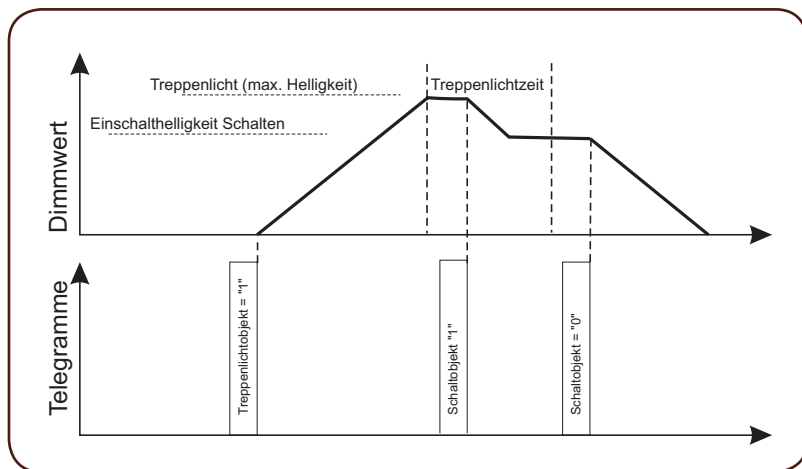 Treppenlicht (max. Helligkeit)
Treppenlichtzeit
Einschalthelligkeit Schalten
Dimmwert
Telegramme
Treppenlichtobjekt = "1"
Schaltobjekt "1"
Schaltobjekt = "0"